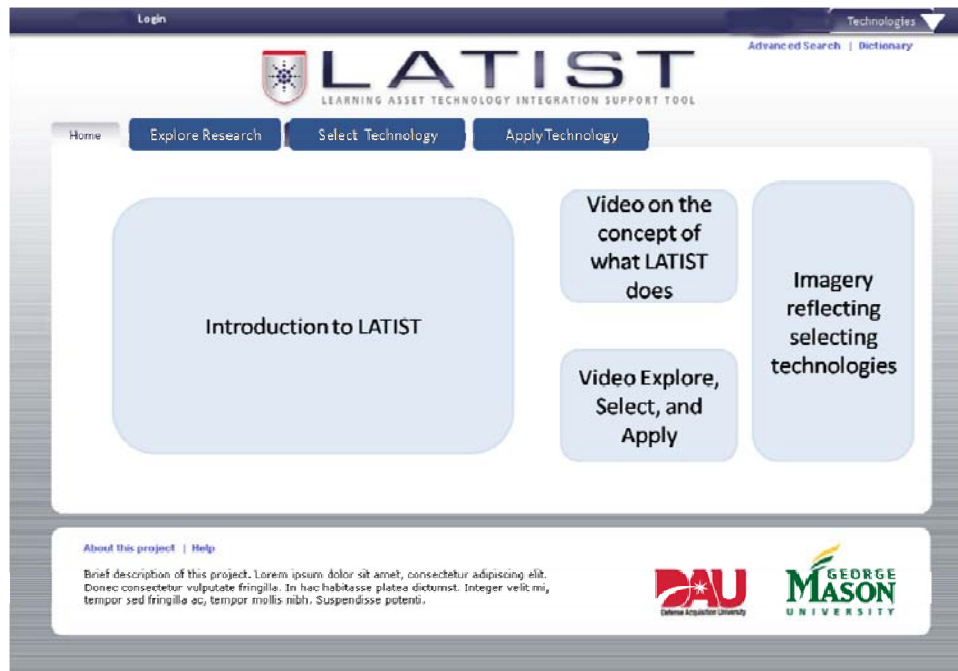 Login
Technologies
Advanced Search | Dictionary
LATIST
LEARNING ASSET TECHNOLOGY INTEGRATION SUPPORT TOOL
Home
Explore Research
Select Technology
Apply Technology
Introduction to LATIST
Video on the
concept of
what LATIST
does
Video Explore,
Select, and
Apply
Imagery
reflecting
selecting
technologies
About this project | Help
Brief description of this project. Lorem ipsum dolor sit amet, consectetur adipiscing elit.
Donec consectetur vulputate fringilla. In hac habitasse platea dictumst. Integer velit mi,
tempor sed fringilla ac, tempor mollis nibh. Suspendisse potenti.
DAU
Defense Acquisition University
GEORGE
MASON
UNIVERSITY